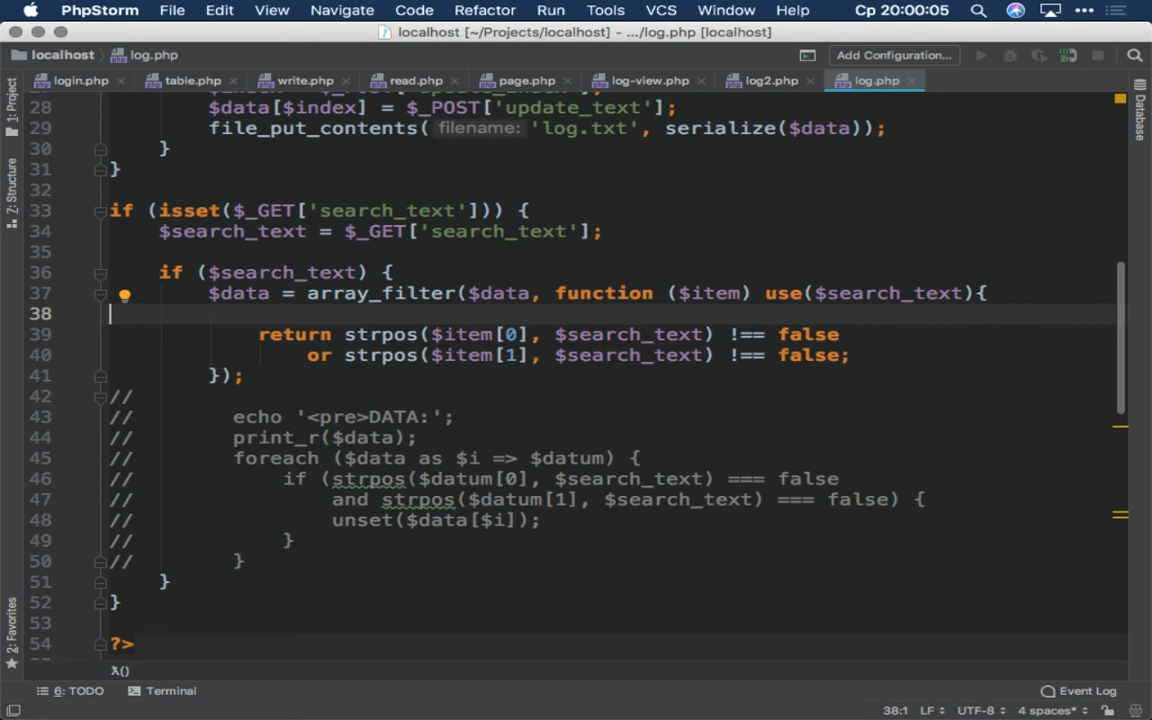 PhpStorm File Edit View Navigate Code Refactor Run Tools VCS Window Help Ср 20:00:05
localhost [~/Projects/localhost] - .../log.php [localhost]
localhost log.php Add Configuration...
login.php table.php write.php read.php page.php log-view.php log2.php log.php
28 $data[$index] = $_POST['update_text'];
29 file_put_contents( filename: 'log.txt', serialize($data));
30 }
31 }
32
33 if (isset($_GET['search_text'])) {
34 $search_text = $_GET['search_text'];
35
36 if ($search_text) {
37 $data = array_filter($data, function ($item) use($search_text){
38
39 return strpos($item[0], $search_text) !== false
40 or strpos($item[1], $search_text) !== false;
41 });
42 //
43 // echo '<pre>DATA:';
44 // print_r($data);
45 // foreach ($data as $i => $datum) {
46 // if (strpos($datum[0], $search_text) === false
47 // and strpos($datum[1], $search_text) === false) {
48 // unset($data[$i]);
49 // }
50 // }
51 }
52 }
53
54 ?>
λ()
6: TODO Terminal Event Log
38:1 LF UTF-8 4 spaces*
1: Project
7: Structure
2: Favorites
Database